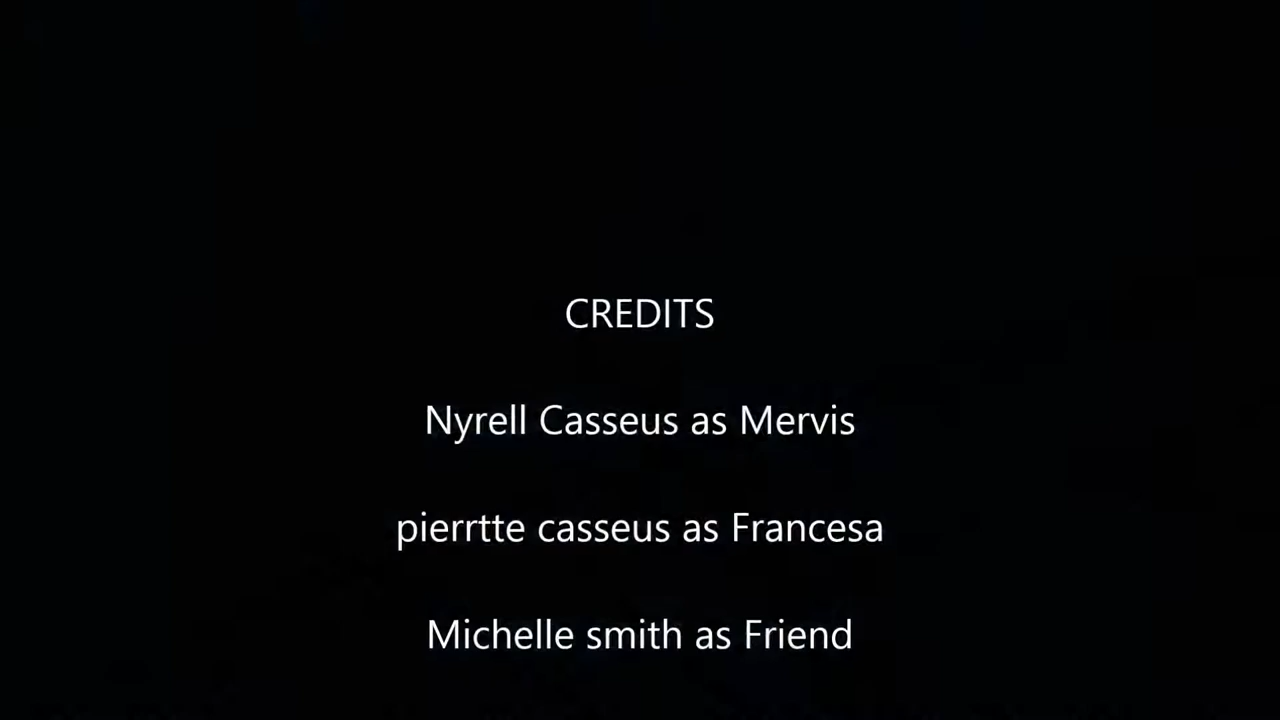 CREDITS
Nyrell Casseus as Mervis
pierrtte casseus as Francesa
Michelle smith as Friend